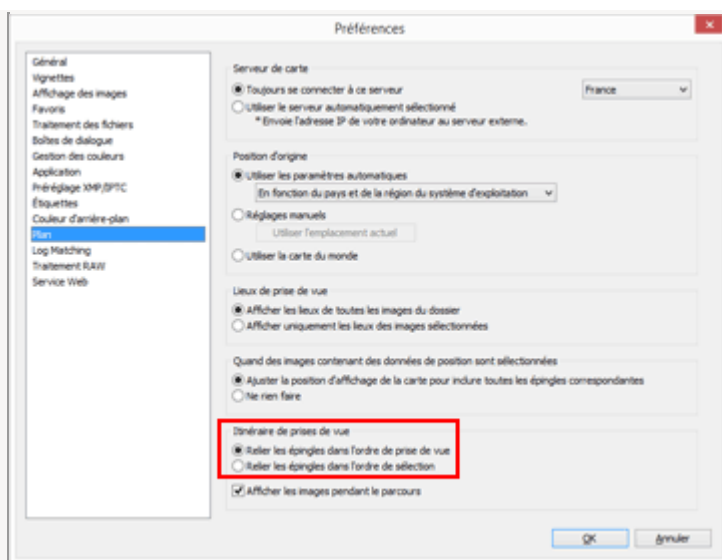 Préférences
Général
Vignettes
Affichage des images
Favoris
Traitement des fichiers
Boîtes de dialogue
Gestion des couleurs
Application
Préréglage XMP/IPTC
Étiquettes
Couleur d'arrière-plan
Plan
Log Matching
Traitement RAW
Service Web
Serveur de carte
Toujours se connecter à ce serveur
France
Utiliser le serveur automatiquement sélectionné
* Envoie l'adresse IP de votre ordinateur au serveur externe.
Position d'origine
Utiliser les paramètres automatiques
En fonction du pays et de la région du système d'exploitation
Réglages manuels
Utiliser l'emplacement actuel
Utiliser la carte du monde
Lieux de prise de vue
Afficher les lieux de toutes les images du dossier
Afficher uniquement les lieux des images sélectionnées
Quand des images contenant des données de position sont sélectionnées
Ajuster la position d'affichage de la carte pour inclure toutes les épingles correspondantes
Ne rien faire
Itinéraire de prises de vue
Relier les épingles dans l'ordre de prise de vue
Relier les épingles dans l'ordre de sélection
Afficher les images pendant le parcours
OK
Annuler